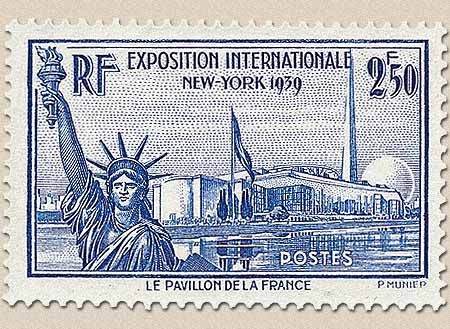 EXPOSITION INTERNATIONALE
RF NEW-YORK 1939 2F50
POSTES
LE PAVILLON DE LA FRANCE P. MUNIER